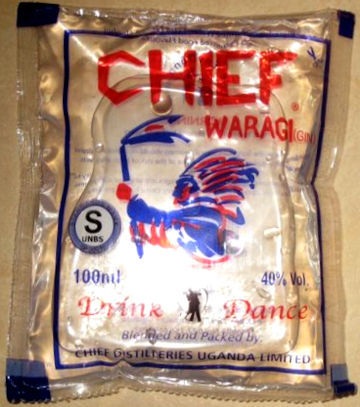 CHIEF
®
WARAGI (GIN)
S
UNBS
100ml
40% Vol.
Drink Dance
Blended and Packed by:
CHIEF DISTILLERIES UGANDA LIMITED